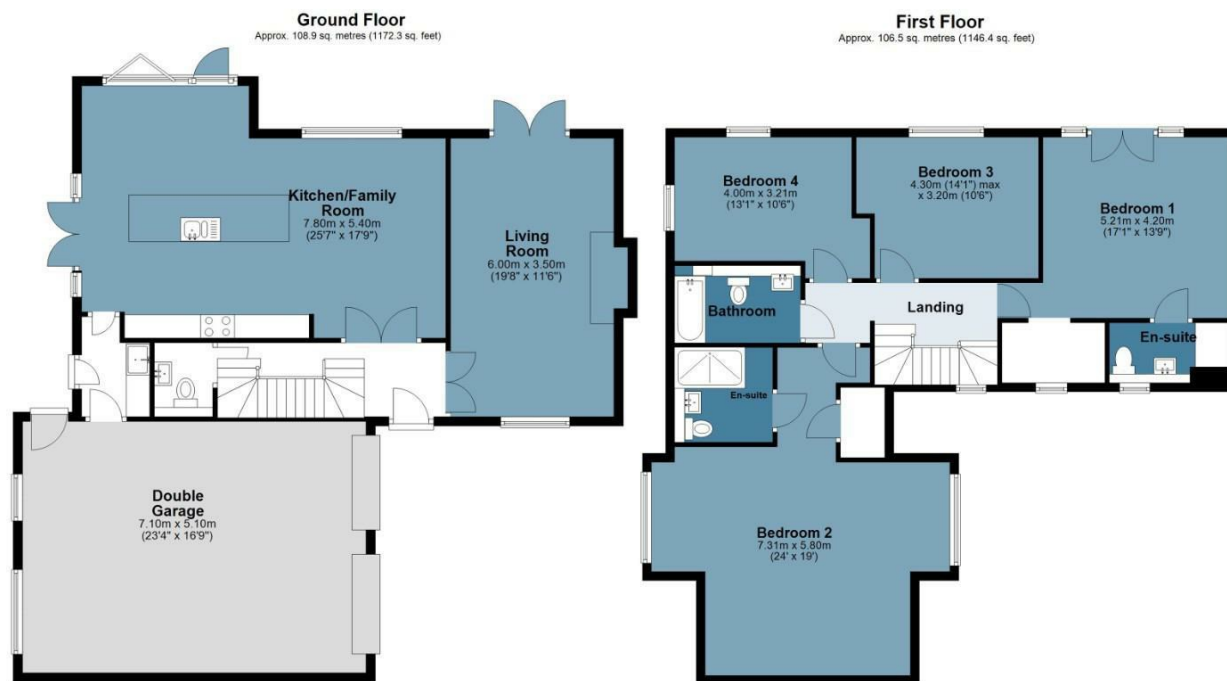 Ground Floor
Approx. 108.9 sq. metres (1172.3 sq. feet)
Kitchen/Family
Room
7.80m x 5.40m
(25'7" x 17'9")
Living
Room
6.00m x 3.50m
(19'8" x 11'6")
Double
Garage
7.10m x 5.10m
(23'4" x 16'9")
First Floor
Approx. 106.5 sq. metres (1146.4 sq. feet)
Bedroom 4
4.00m x 3.21m
(13'1" x 10'6")
Bedroom 3
4.30m (14'1") max
x 3.20m (10'6")
Bedroom 1
5.21m x 4.20m
(17'1" x 13'9")
Bathroom
Landing
En-suite
En-suite
Bedroom 2
7.31m x 5.80m
(24' x 19')